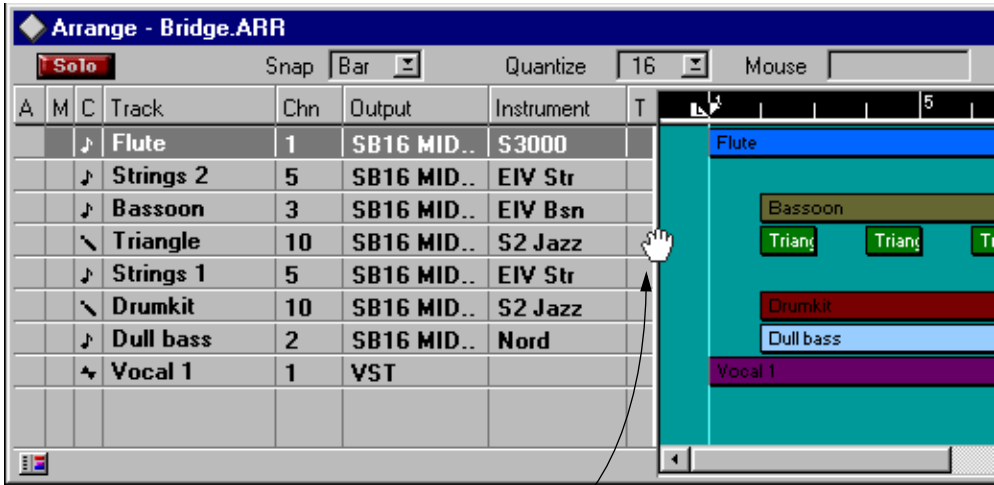 Arrange - Bridge.ARR
Solo Snap Bar Quantize 16 Mouse
A M C Track Chn Output Instrument T 1 5
Flute 1 SB16 MID.. S3000 Flute
Strings 2 5 SB16 MID.. EIV Str
Bassoon 3 SB16 MID.. EIV Bsn Bassoon
Triangle 10 SB16 MID.. S2 Jazz Triang Triang Tr
Strings 1 5 SB16 MID.. EIV Str
Drumkit 10 SB16 MID.. S2 Jazz Drumkit
Dull bass 2 SB16 MID.. Nord Dull bass
Vocal 1 1 VST Vocal 1